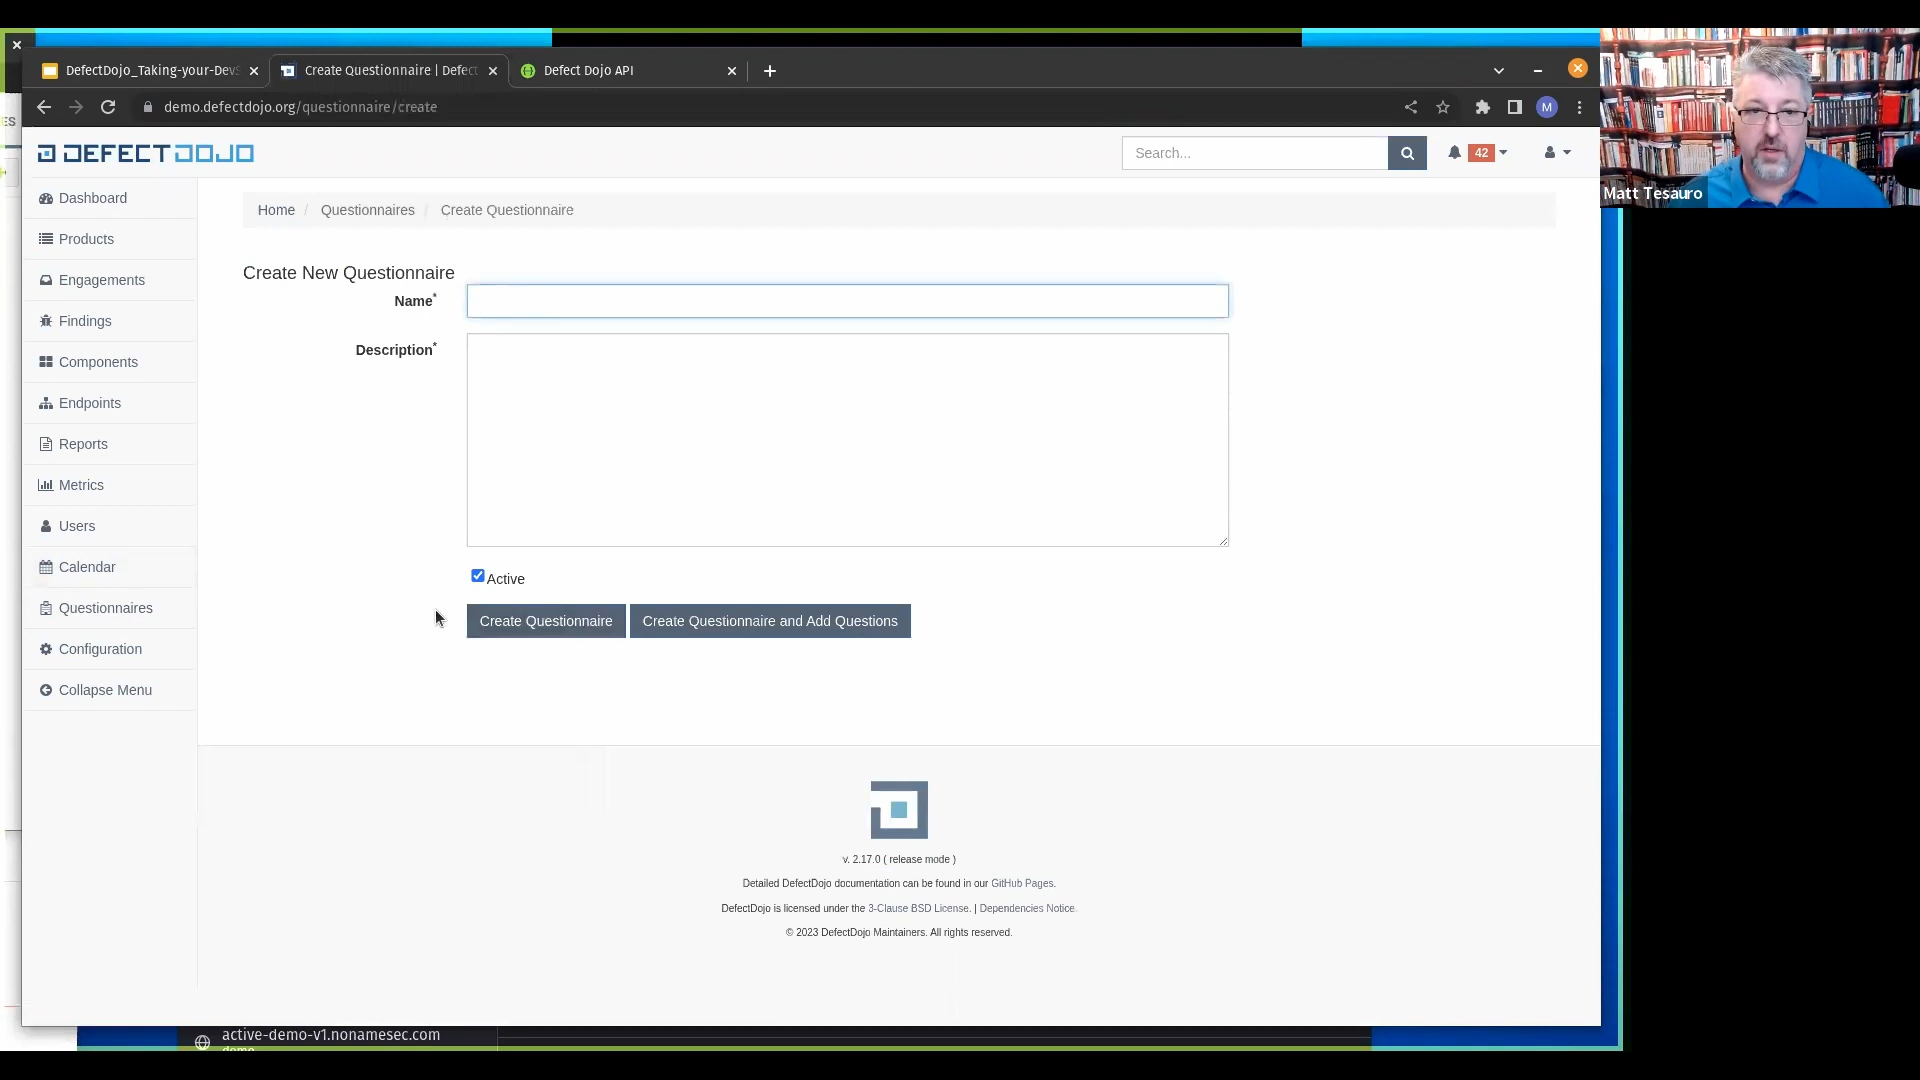 DefectDojo_Taking-your-DevS
Create Questionnaire | Defect
Defect Dojo API
demo.defectdojo.org/questionnaire/create
M
ES
DEFECTDOJO
Search...
42
Matt Tesauro
Dashboard
Products
Engagements
Findings
Components
Endpoints
Reports
Metrics
Users
Calendar
Questionnaires
Configuration
Collapse Menu
Home / Questionnaires / Create Questionnaire
Create New Questionnaire
Name*
Description*
Active
Create Questionnaire
Create Questionnaire and Add Questions
v. 2.17.0 ( release mode )
Detailed DefectDojo documentation can be found in our GitHub Pages.
DefectDojo is licensed under the 3-Clause BSD License. | Dependencies Notice.
© 2023 DefectDojo Maintainers. All rights reserved.
active-demo-v1.nonamesec.com